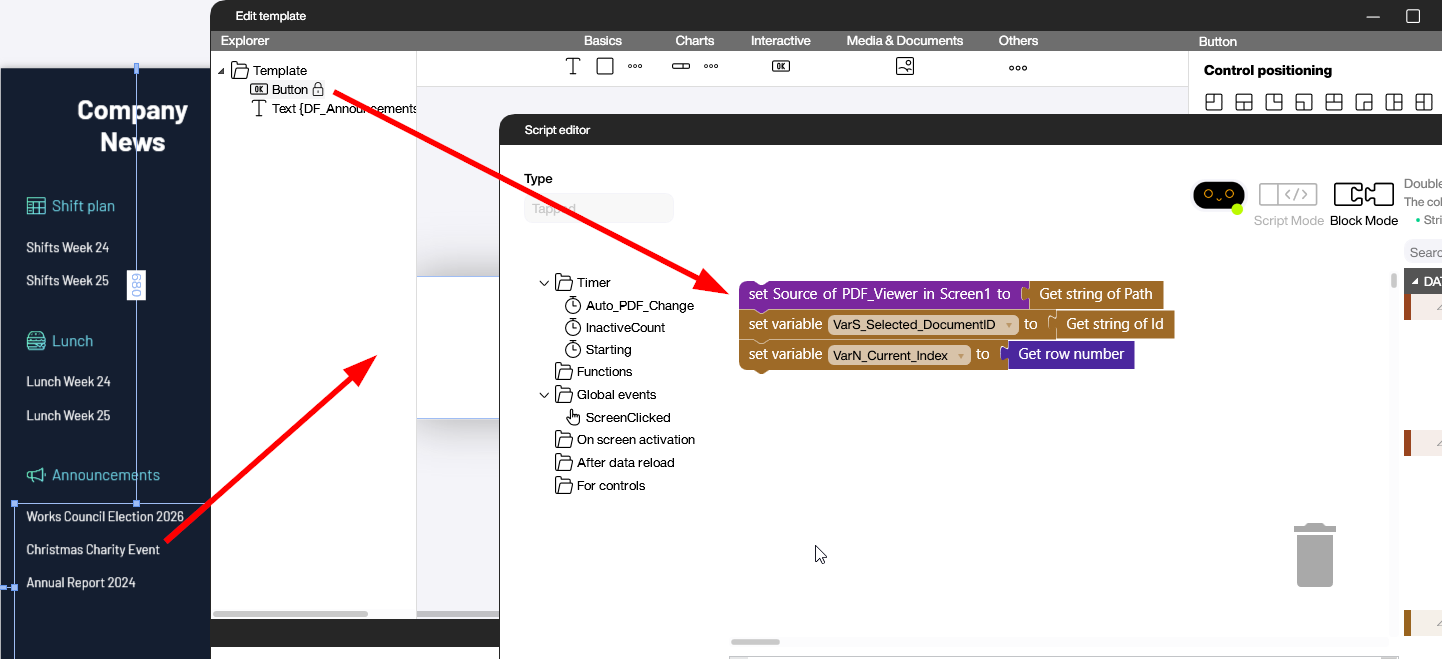 Company
News
Shift plan
Shifts Week 24
Shifts Week 25
680
Lunch
Lunch Week 24
Lunch Week 25
Announcements
Works Council Election 2026
Christmas Charity Event
Annual Report 2024
Edit template
Explorer
Basics
Charts
Interactive
Media & Documents
Others
Button
Template
OK Button
Text {DF_Announcements
OK
Control positioning
Script editor
Type
Tapped
Script Mode
Block Mode
Double
The col
• Stri
Searc
DA
Timer
Auto_PDF_Change
InactiveCount
Starting
Functions
Global events
ScreenClicked
On screen activation
After data reload
For controls
set Source of PDF_Viewer in Screen1 to Get string of Path
set variable VarS_Selected_DocumentID to Get string of Id
set variable VarN_Current_Index to Get row number